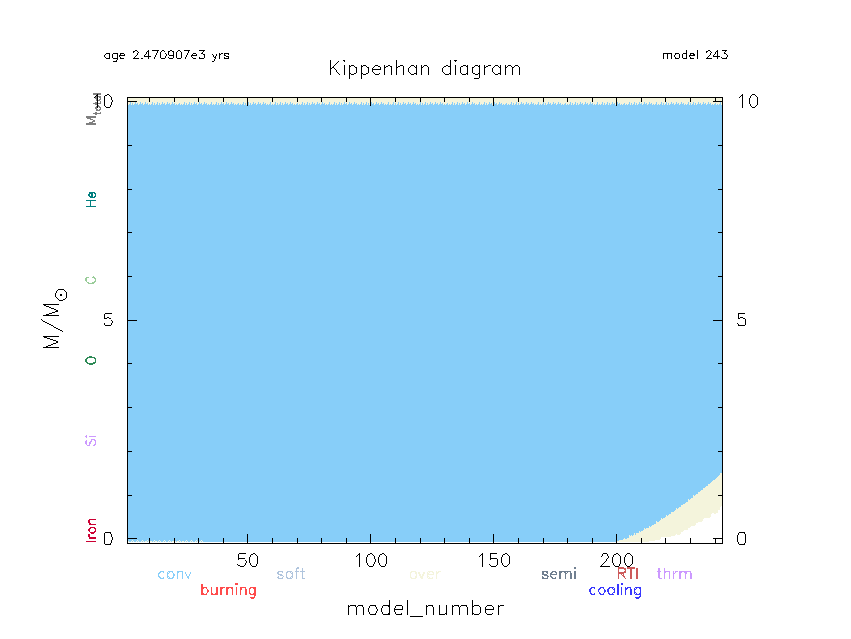 age 2.470907e3 yrs
model 243
Kippenhan diagram
M_total
He
C
O
Si
Iron
M/M⊙
10
5
0
10
5
0
50 100 150 200
conv soft over semi RTI thrm
burning cooling
model_number